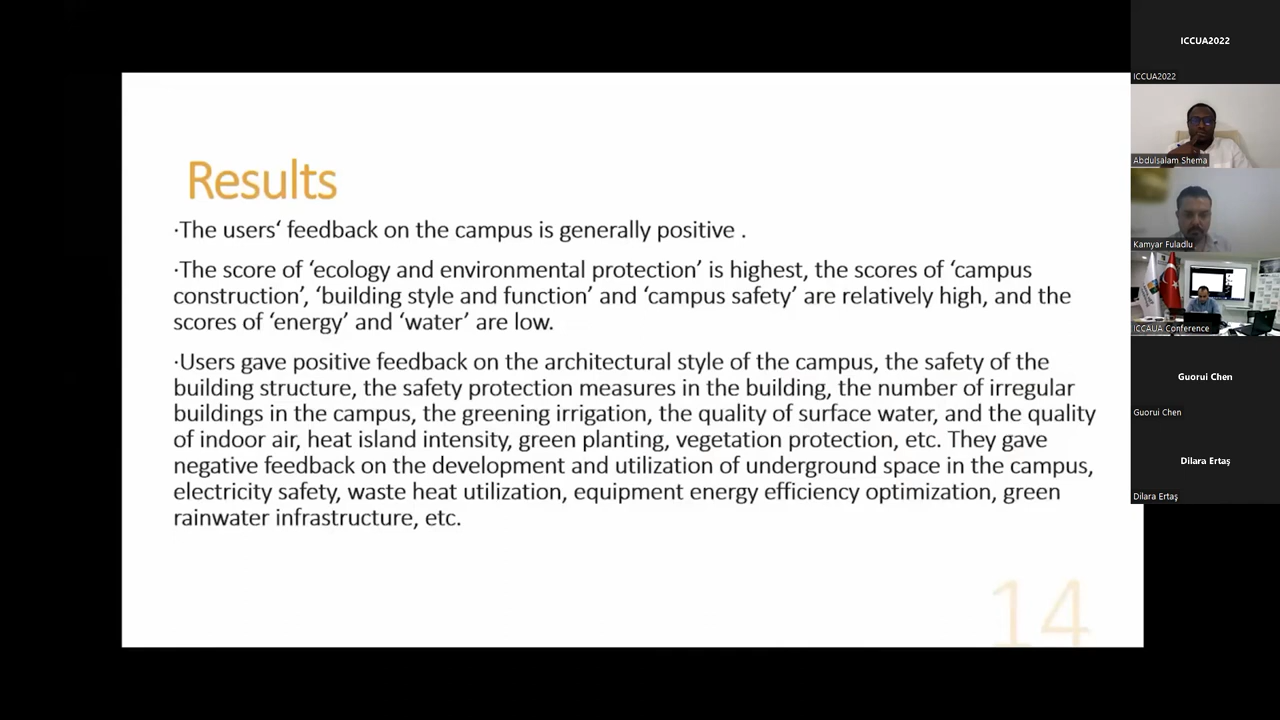 Results
·The users‘ feedback on the campus is generally positive .
·The score of ‘ecology and environmental protection’ is highest, the scores of ‘campus
construction’, ‘building style and function’ and ‘campus safety’ are relatively high, and the
scores of ‘energy’ and ‘water’ are low.
·Users gave positive feedback on the architectural style of the campus, the safety of the
building structure, the safety protection measures in the building, the number of irregular
buildings in the campus, the greening irrigation, the quality of surface water, and the quality
of indoor air, heat island intensity, green planting, vegetation protection, etc. They gave
negative feedback on the development and utilization of underground space in the campus,
electricity safety, waste heat utilization, equipment energy efficiency optimization, green
rainwater infrastructure, etc.
14
ICCUA2022
ICCUA2022
Abdulsalam Shema
Kamyar Fuladlu
ICCAUA Conference
Guorui Chen
Guorui Chen
Dilara Ertaş
Dilara Ertaş